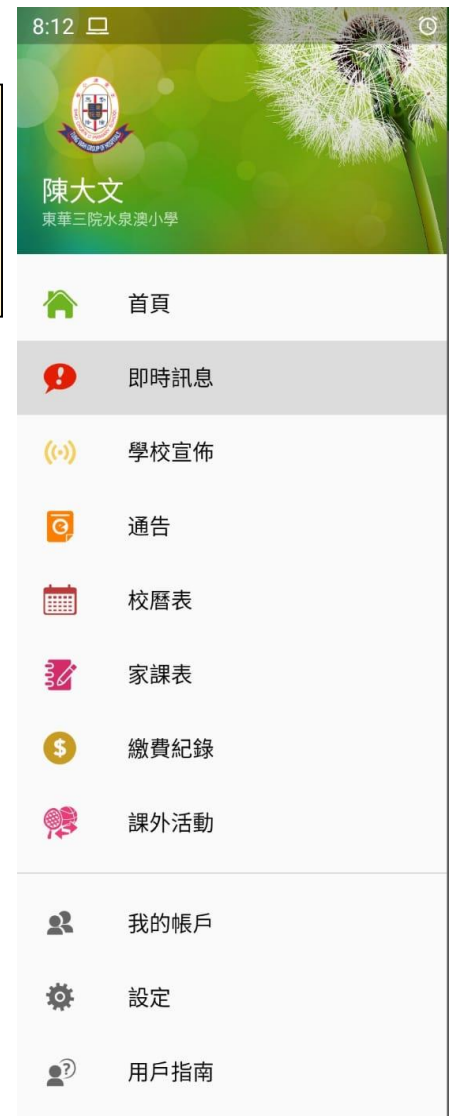 8:12
陳大文
東華三院水泉澳小學
首頁
即時訊息
學校宣佈
通告
校曆表
家課表
繳費紀錄
課外活動
我的帳戶
設定
用戶指南